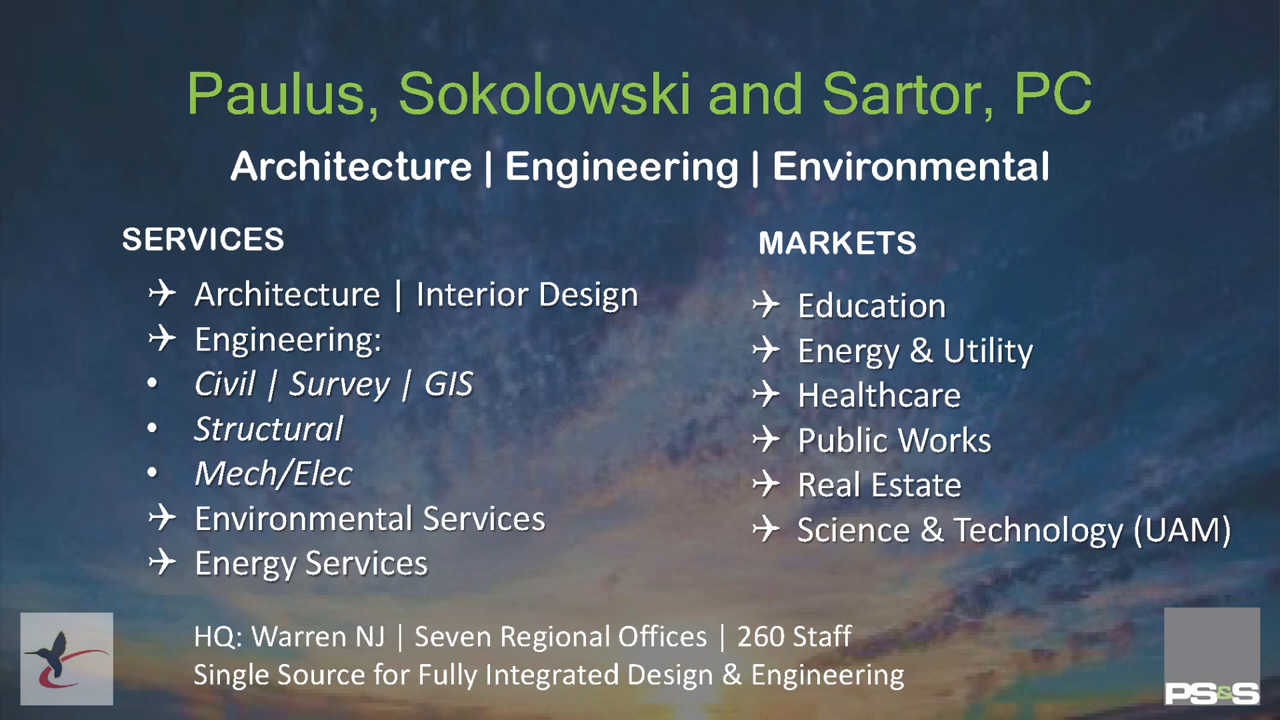 Paulus, Sokolowski and Sartor, PC
Architecture | Engineering | Environmental
SERVICES
✈ Architecture | Interior Design
✈ Engineering:
• Civil | Survey | GIS
• Structural
• Mech/Elec
✈ Environmental Services
✈ Energy Services
MARKETS
✈ Education
✈ Energy & Utility
✈ Healthcare
✈ Public Works
✈ Real Estate
✈ Science & Technology (UAM)
HQ: Warren NJ | Seven Regional Offices | 260 Staff
Single Source for Fully Integrated Design & Engineering
PS&S